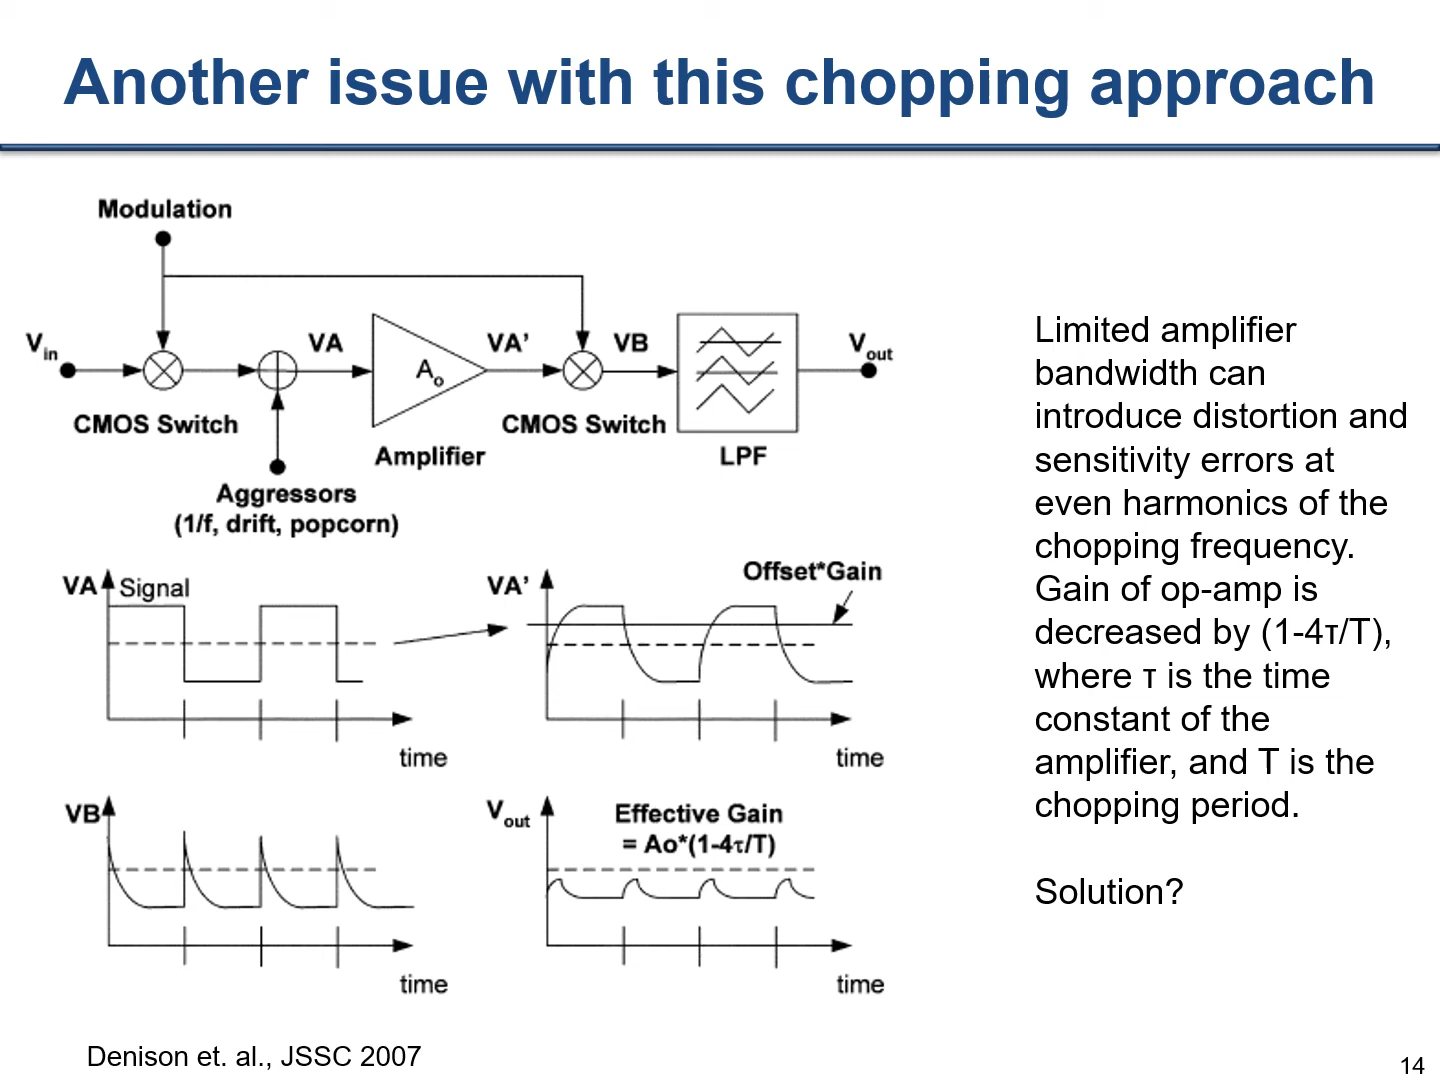 Another issue with this chopping approach
Modulation
Vin
VA
VA’
VB
Vout
Ao
CMOS Switch
CMOS Switch
Amplifier
LPF
Aggressors
(1/f, drift, popcorn)
VA
Signal
time
VA’
Offset*Gain
time
VB
time
Vout
Effective Gain
= Ao*(1-4τ/T)
time
Limited amplifier
bandwidth can
introduce distortion and
sensitivity errors at
even harmonics of the
chopping frequency.
Gain of op-amp is
decreased by (1-4τ/T),
where τ is the time
constant of the
amplifier, and T is the
chopping period.
Solution?
Denison et. al., JSSC 2007
14